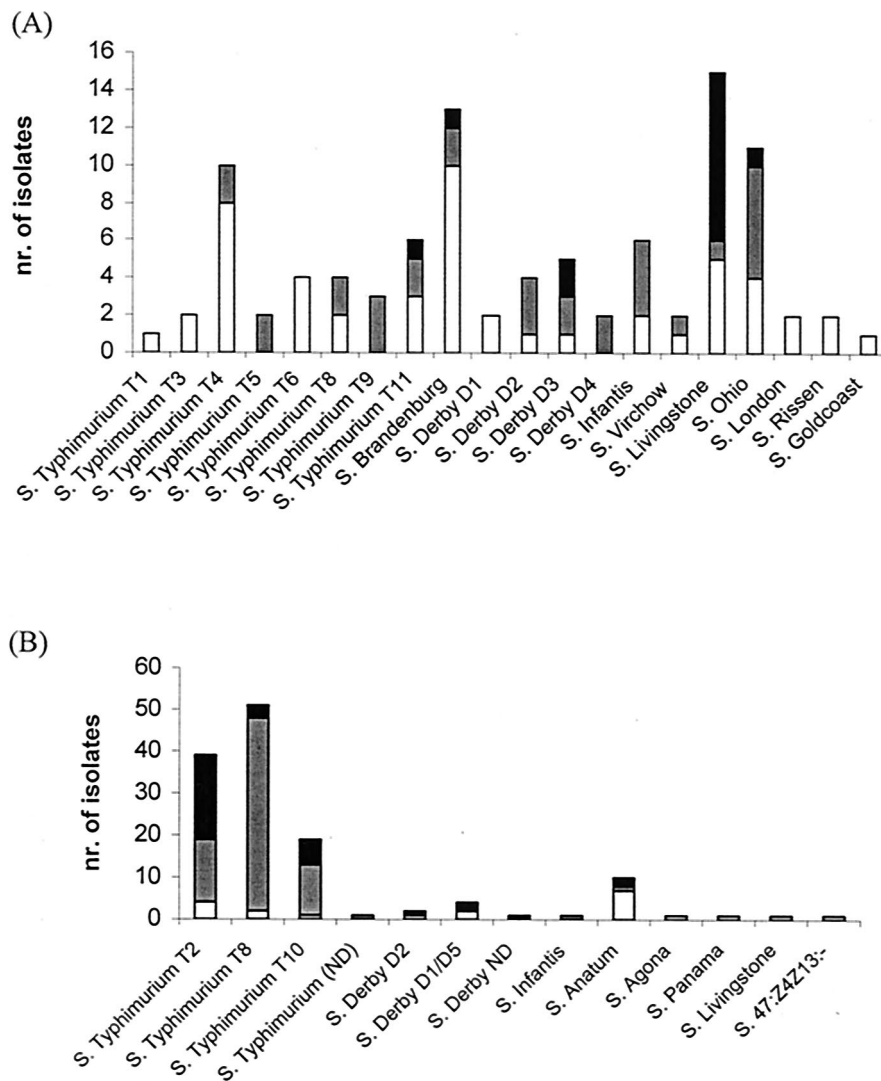 (A)
nr. of isolates
16
14
12
10
8
6
4
2
0
S. Typhimurium T1
S. Typhimurium T3
S. Typhimurium T4
S. Typhimurium T5
S. Typhimurium T6
S. Typhimurium T8
S. Typhimurium T9
S. Typhimurium T11
S. Brandenburg
S. Derby D1
S. Derby D2
S. Derby D3
S. Derby D4
S. Infantis
S. Virchow
S. Livingstone
S. Ohio
S. London
S. Rissen
S. Goldcoast
(B)
nr. of isolates
60
50
40
30
20
10
0
S. Typhimurium T2
S. Typhimurium T8
S. Typhimurium T10
S. Typhimurium (ND)
S. Derby D2
S. Derby D1/D5
S. Derby ND
S. Infantis
S. Anatum
S. Agona
S. Panama
S. Livingstone
S. 47:Z4Z13:-